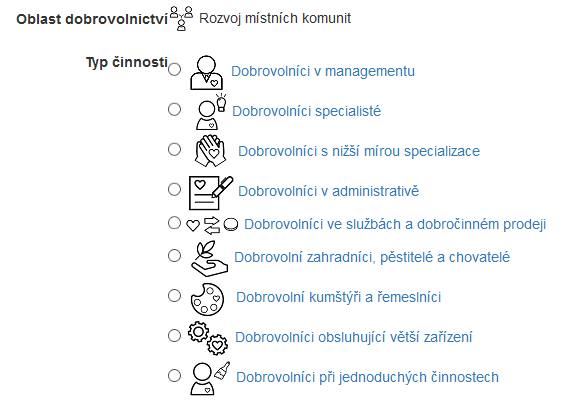 Oblast dobrovolnictví Rozvoj místních komunit
Typ činnosti Dobrovolníci v managementu
Dobrovolníci specialisté
Dobrovolníci s nižší mírou specializace
Dobrovolníci v administrativě
Dobrovolníci ve službách a dobročinném prodeji
Dobrovolní zahradníci, pěstitelé a chovatelé
Dobrovolní kumštýři a řemeslníci
Dobrovolníci obsluhující větší zařízení
Dobrovolníci při jednoduchých činnostech